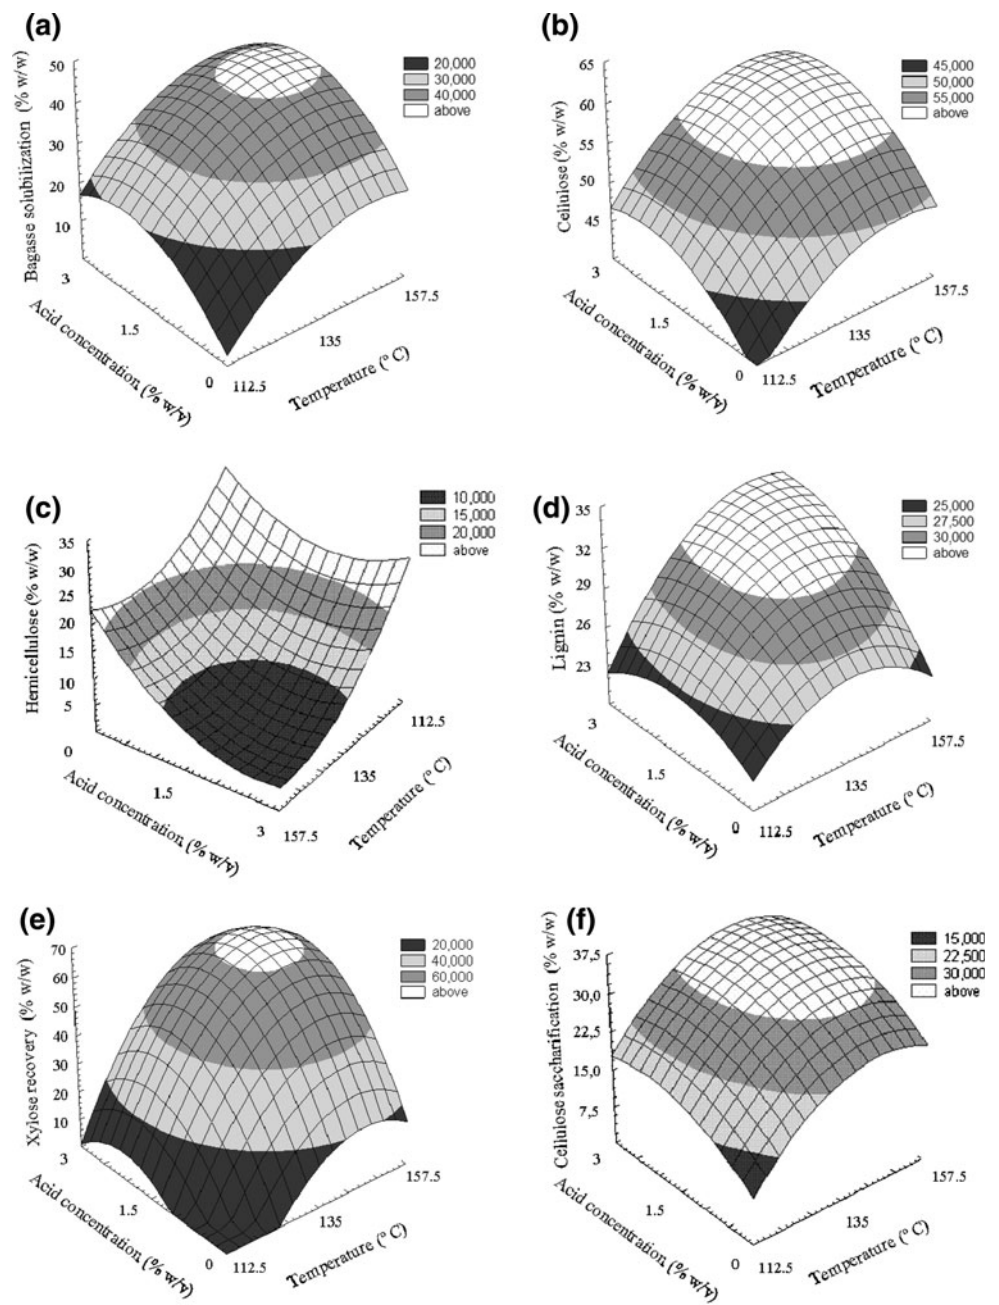 (a)
Bagasse solubilization (% w/w)
50
40
30
20
10
3
1.5
0
Acid concentration (% w/v)
112.5
135
157.5
Temperature (° C)
20,000
30,000
40,000
above
(b)
Cellulose (% w/w)
65
60
55
50
45
3
1.5
0
Acid concentration (% w/v)
112.5
135
157.5
Temperature (° C)
45,000
50,000
55,000
above
(c)
Hemicellulose (% w/w)
35
30
25
20
15
10
5
0
1.5
3
Acid concentration (% w/v)
157.5
135
112.5
Temperature (° C)
10,000
15,000
20,000
above
(d)
Lignin (% w/w)
35
32
29
26
23
3
1.5
0
Acid concentration (% w/v)
112.5
135
157.5
Temperature (° C)
25,000
27,500
30,000
above
(e)
Xylose recovery (% w/w)
70
60
50
40
30
20
10
3
1.5
0
Acid concentration (% w/v)
112.5
135
157.5
Temperature (° C)
20,000
40,000
60,000
above
(f)
Cellulose saccharification (% w/w)
37,5
30,0
22,5
15,0
7,5
3
1.5
0
Acid concentration (% w/v)
112.5
135
157.5
Temperature (° C)
15,000
22,500
30,000
above